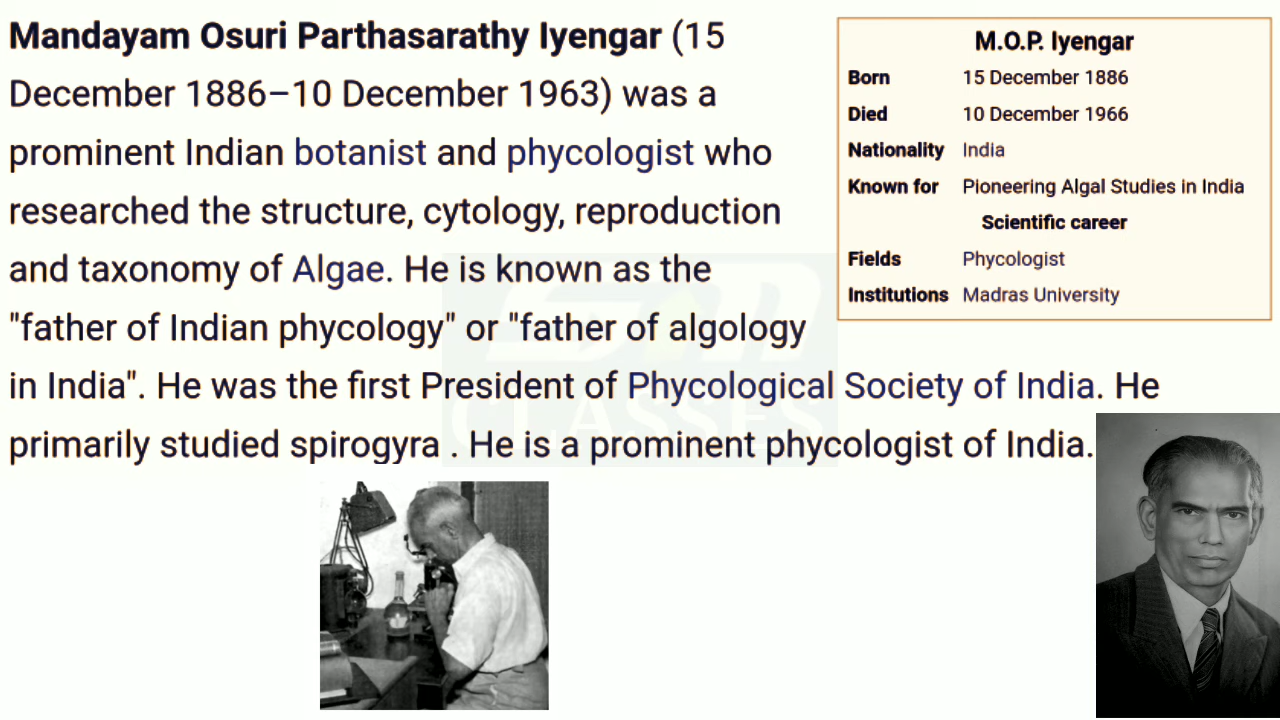 Mandayam Osuri Parthasarathy Iyengar (15
December 1886–10 December 1963) was a
prominent Indian botanist and phycologist who
researched the structure, cytology, reproduction
and taxonomy of Algae. He is known as the
"father of Indian phycology" or "father of algology
in India". He was the first President of Phycological Society of India. He
primarily studied spirogyra . He is a prominent phycologist of India.
M.O.P. Iyengar
Born 15 December 1886
Died 10 December 1966
Nationality India
Known for Pioneering Algal Studies in India
Scientific career
Fields Phycologist
Institutions Madras University
CLASSES